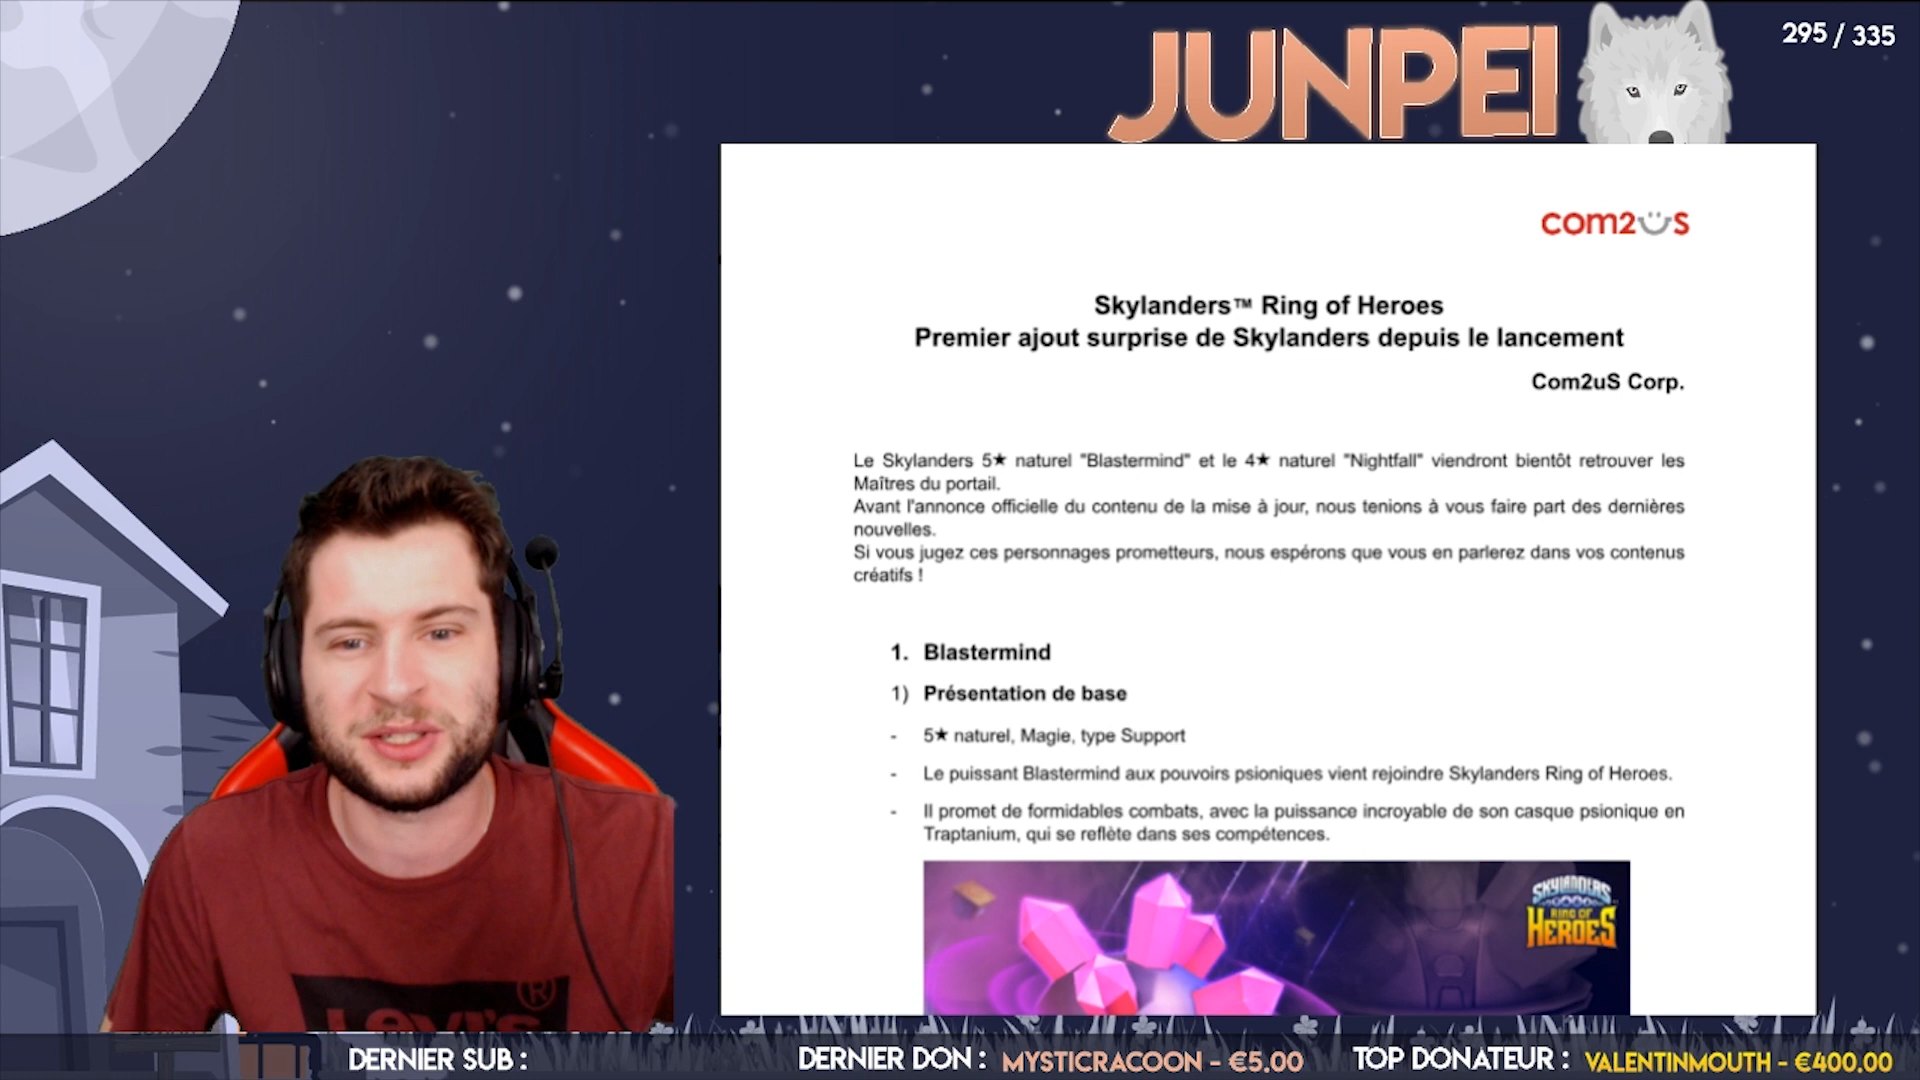 JUNPEI
295 / 335
com2uS
Skylanders™ Ring of Heroes
Premier ajout surprise de Skylanders depuis le lancement
Com2uS Corp.
Le Skylanders 5★ naturel "Blastermind" et le 4★ naturel "Nightfall" viendront bientôt retrouver les
Maîtres du portail.
Avant l'annonce officielle du contenu de la mise à jour, nous tenions à vous faire part des dernières
nouvelles.
Si vous jugez ces personnages prometteurs, nous espérons que vous en parlerez dans vos contenus
créatifs !
1. Blastermind
1) Présentation de base
- 5★ naturel, Magie, type Support
- Le puissant Blastermind aux pouvoirs psioniques vient rejoindre Skylanders Ring of Heroes.
- Il promet de formidables combats, avec la puissance incroyable de son casque psionique en
Traptanium, qui se reflète dans ses compétences.
SKYLANDERS
RING OF
HEROES
Levi's ®
DERNIER SUB :
DERNIER DON : MYSTICRACOON - €5.00
TOP DONATEUR : VALENTINMOUTH - €400.00